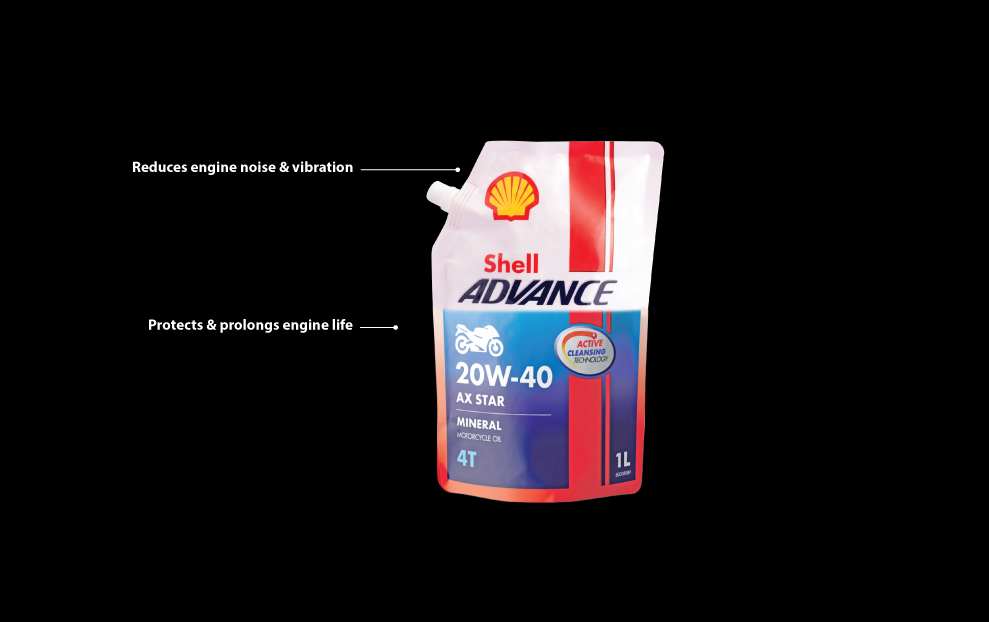 Reduces engine noise & vibration
Protects & prolongs engine life
Shell
ADVANCE
ACTIVE
CLEANSING
TECHNOLOGY
20W-40
AX STAR
MINERAL
MOTORCYCLE OIL
4T
1L